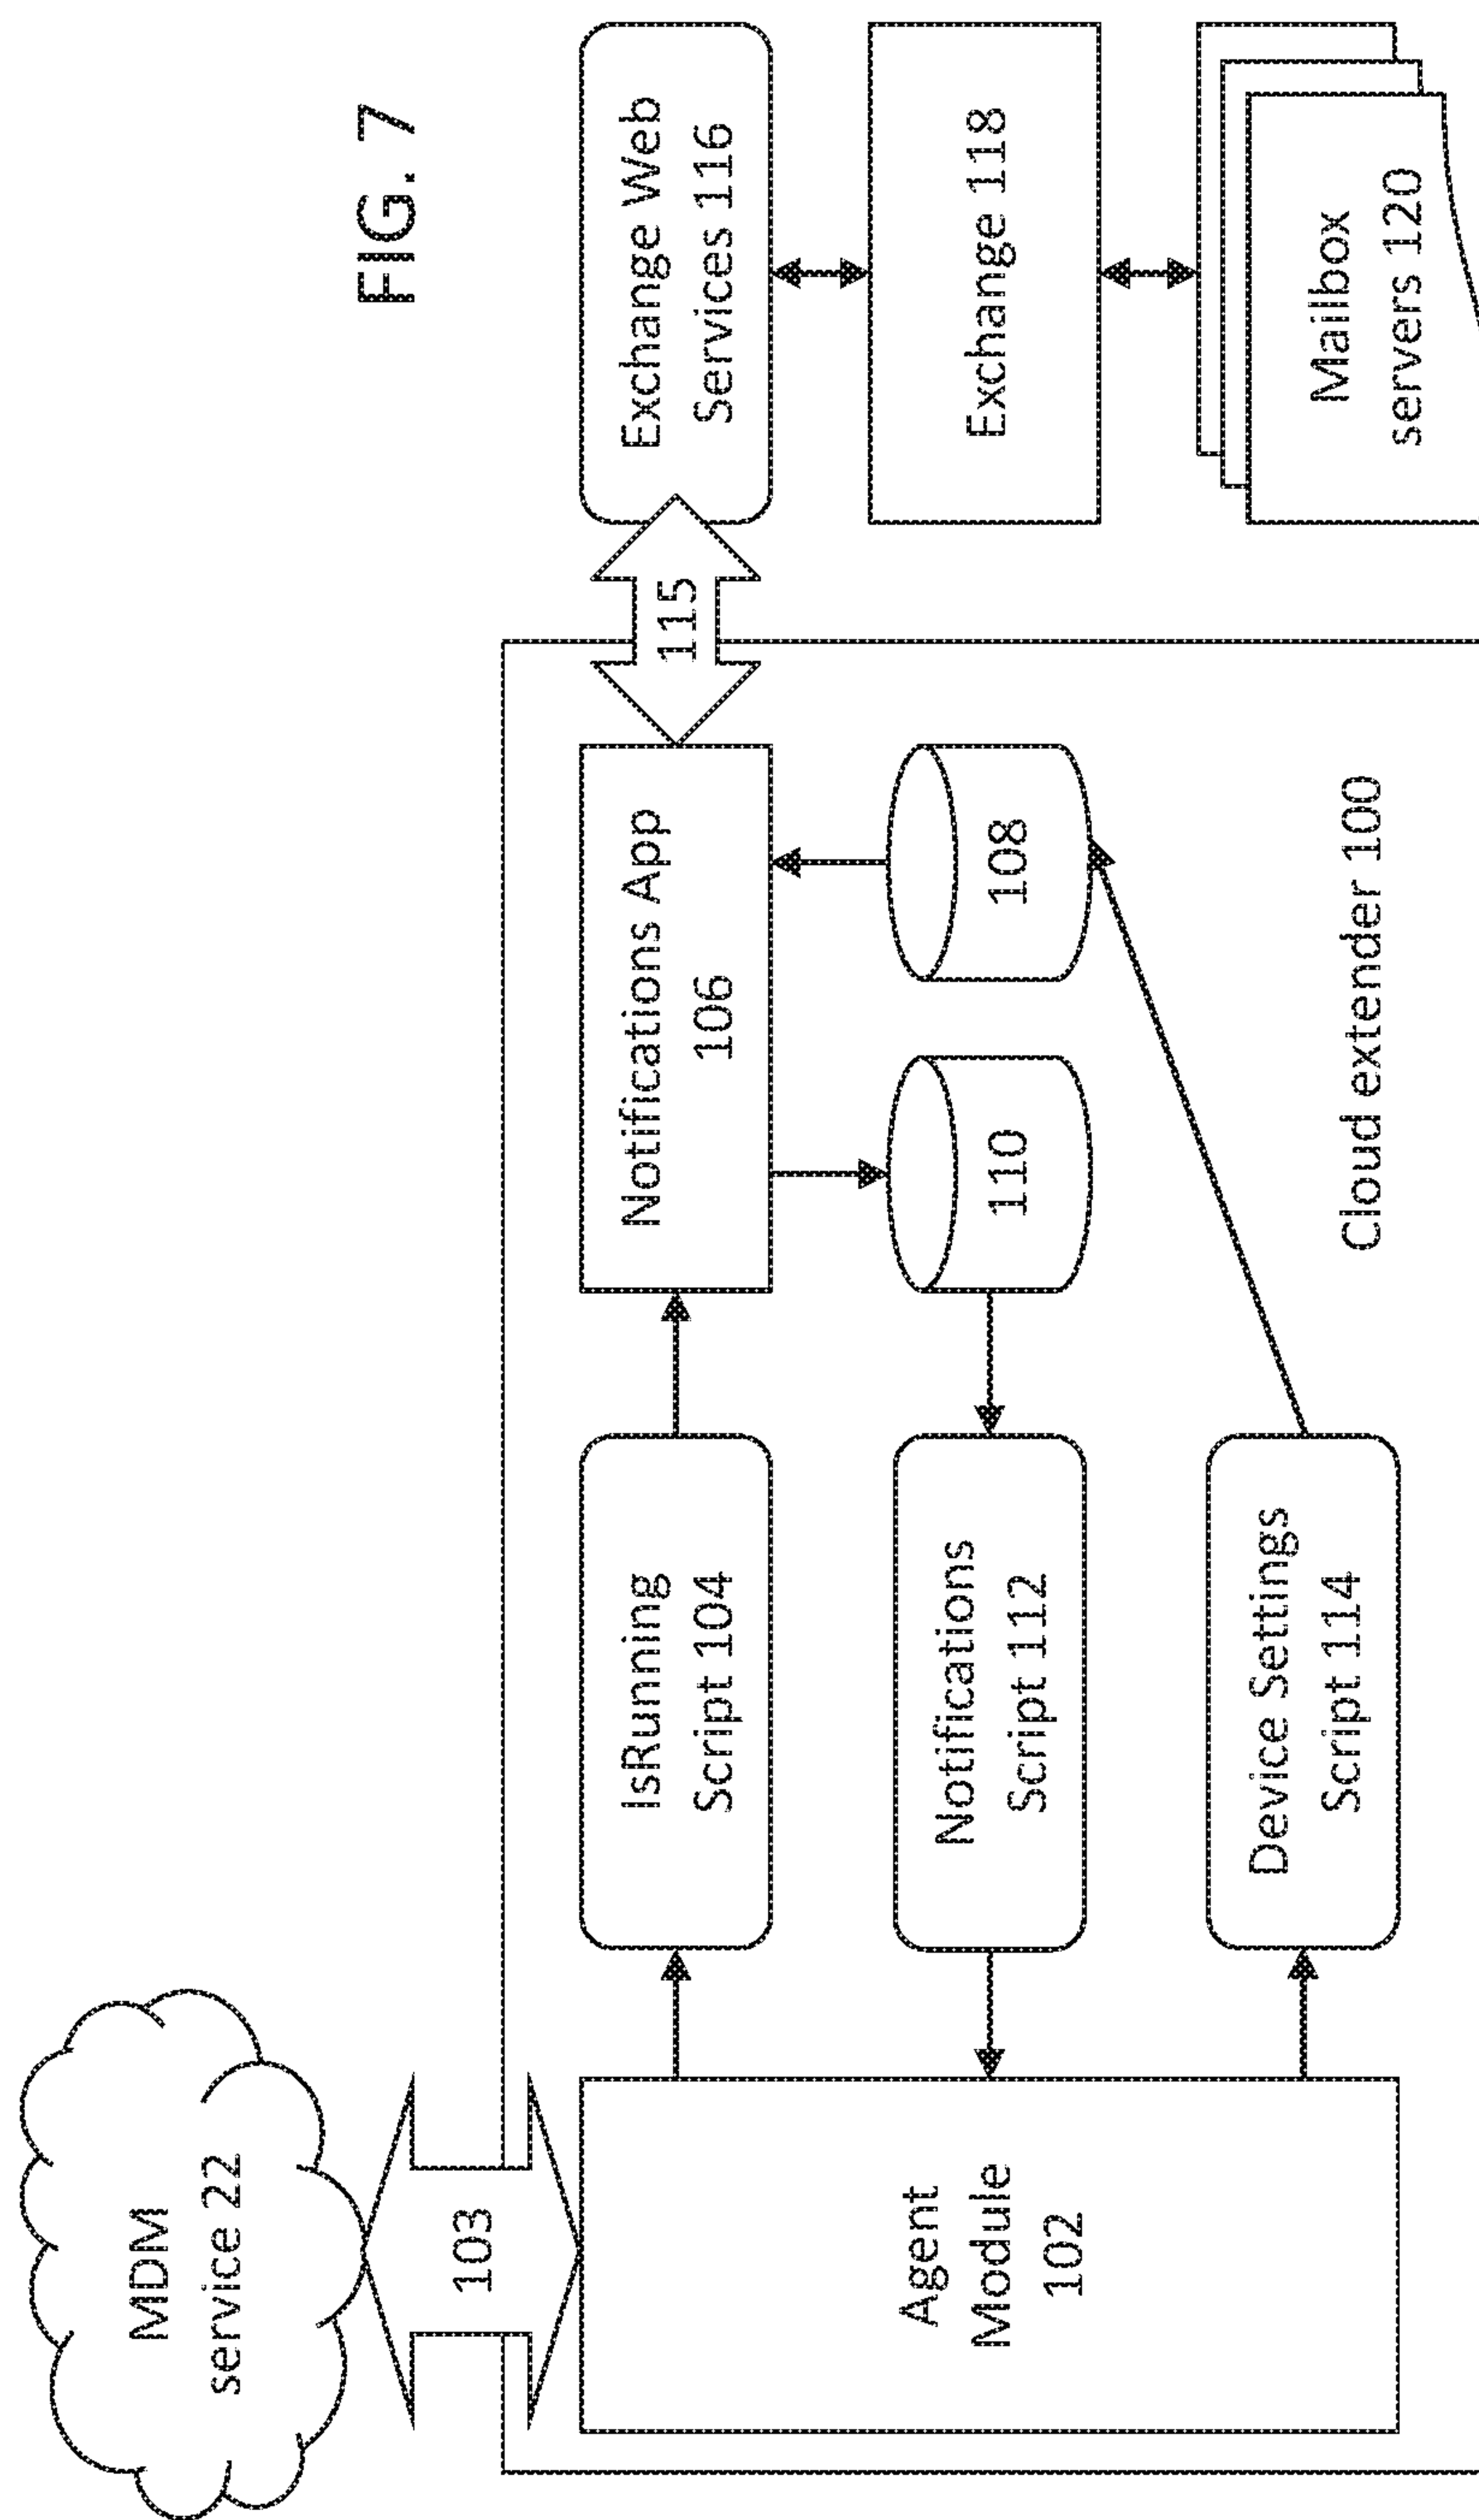 FIG. 7
MDM
service 22
103
Agent
Module
102
IsRunning
Script 104
Notifications
Script 112
Device Settings
Script 114
Notifications App
106
110
108
Cloud extender 100
115
Exchange Web
Services 116
Exchange 118
Mailbox
servers 120